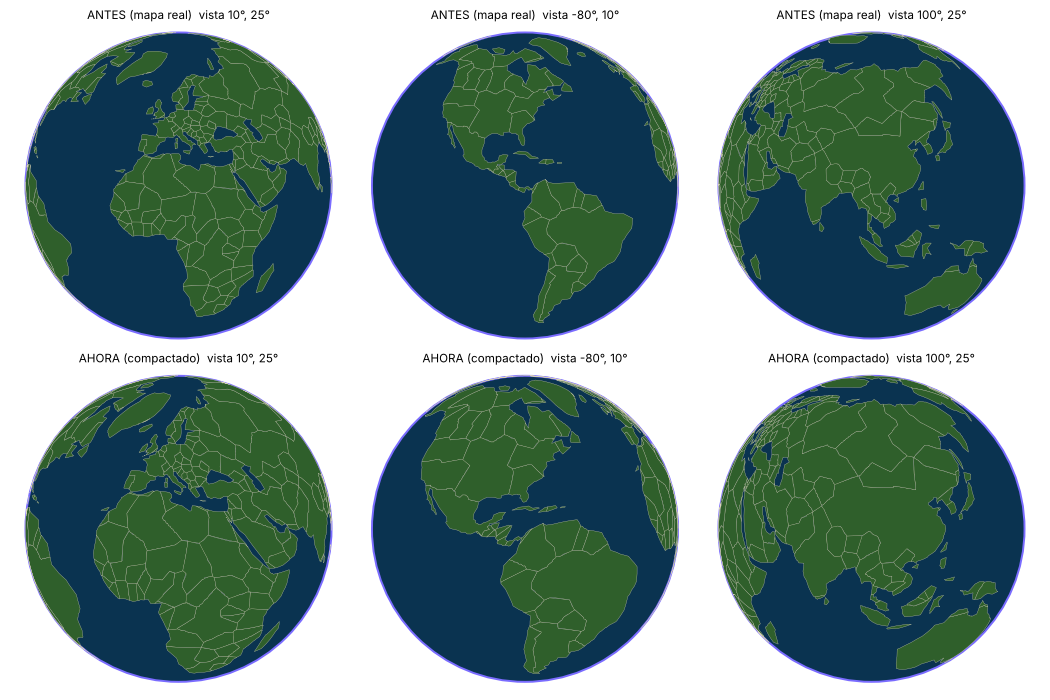 ANTES (mapa real)  vista 10°, 25°
ANTES (mapa real)  vista -80°, 10°
ANTES (mapa real)  vista 100°, 25°
AHORA (compactado)  vista 10°, 25°
AHORA (compactado)  vista -80°, 10°
AHORA (compactado)  vista 100°, 25°